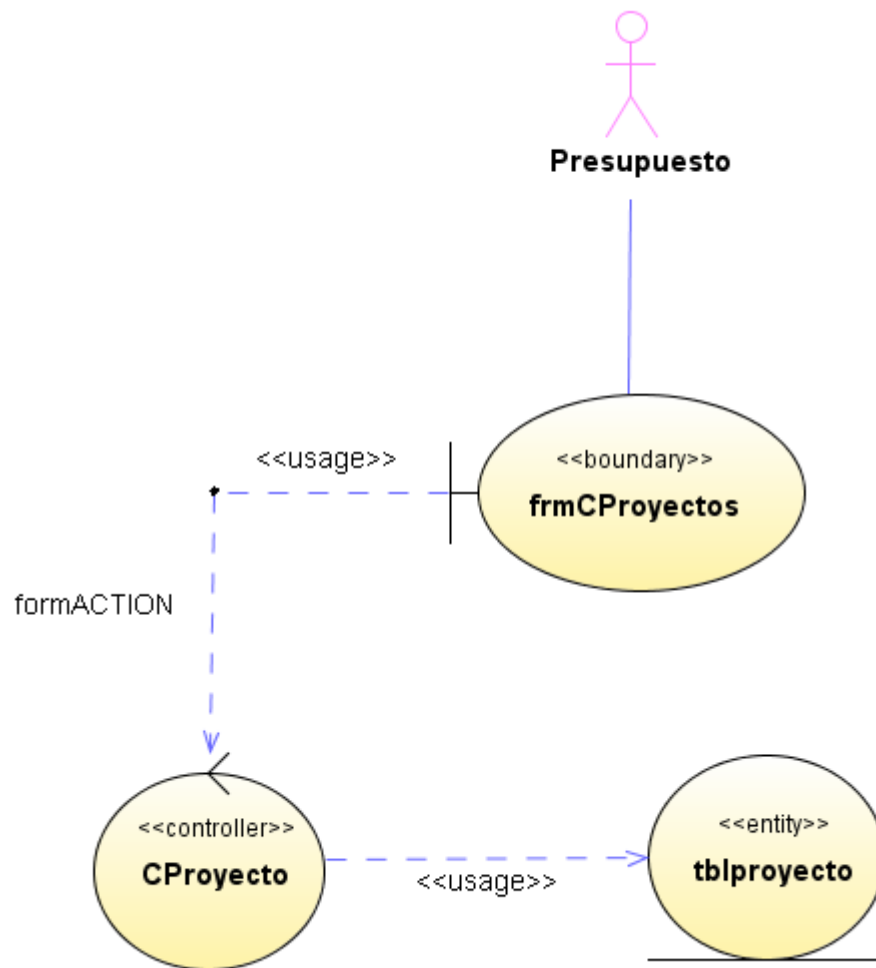 Presupuesto
<<usage>>
<<boundary>>
frmCProyectos
formACTION
<<controller>>
CProyecto
<<usage>>
<<entity>>
tblproyecto